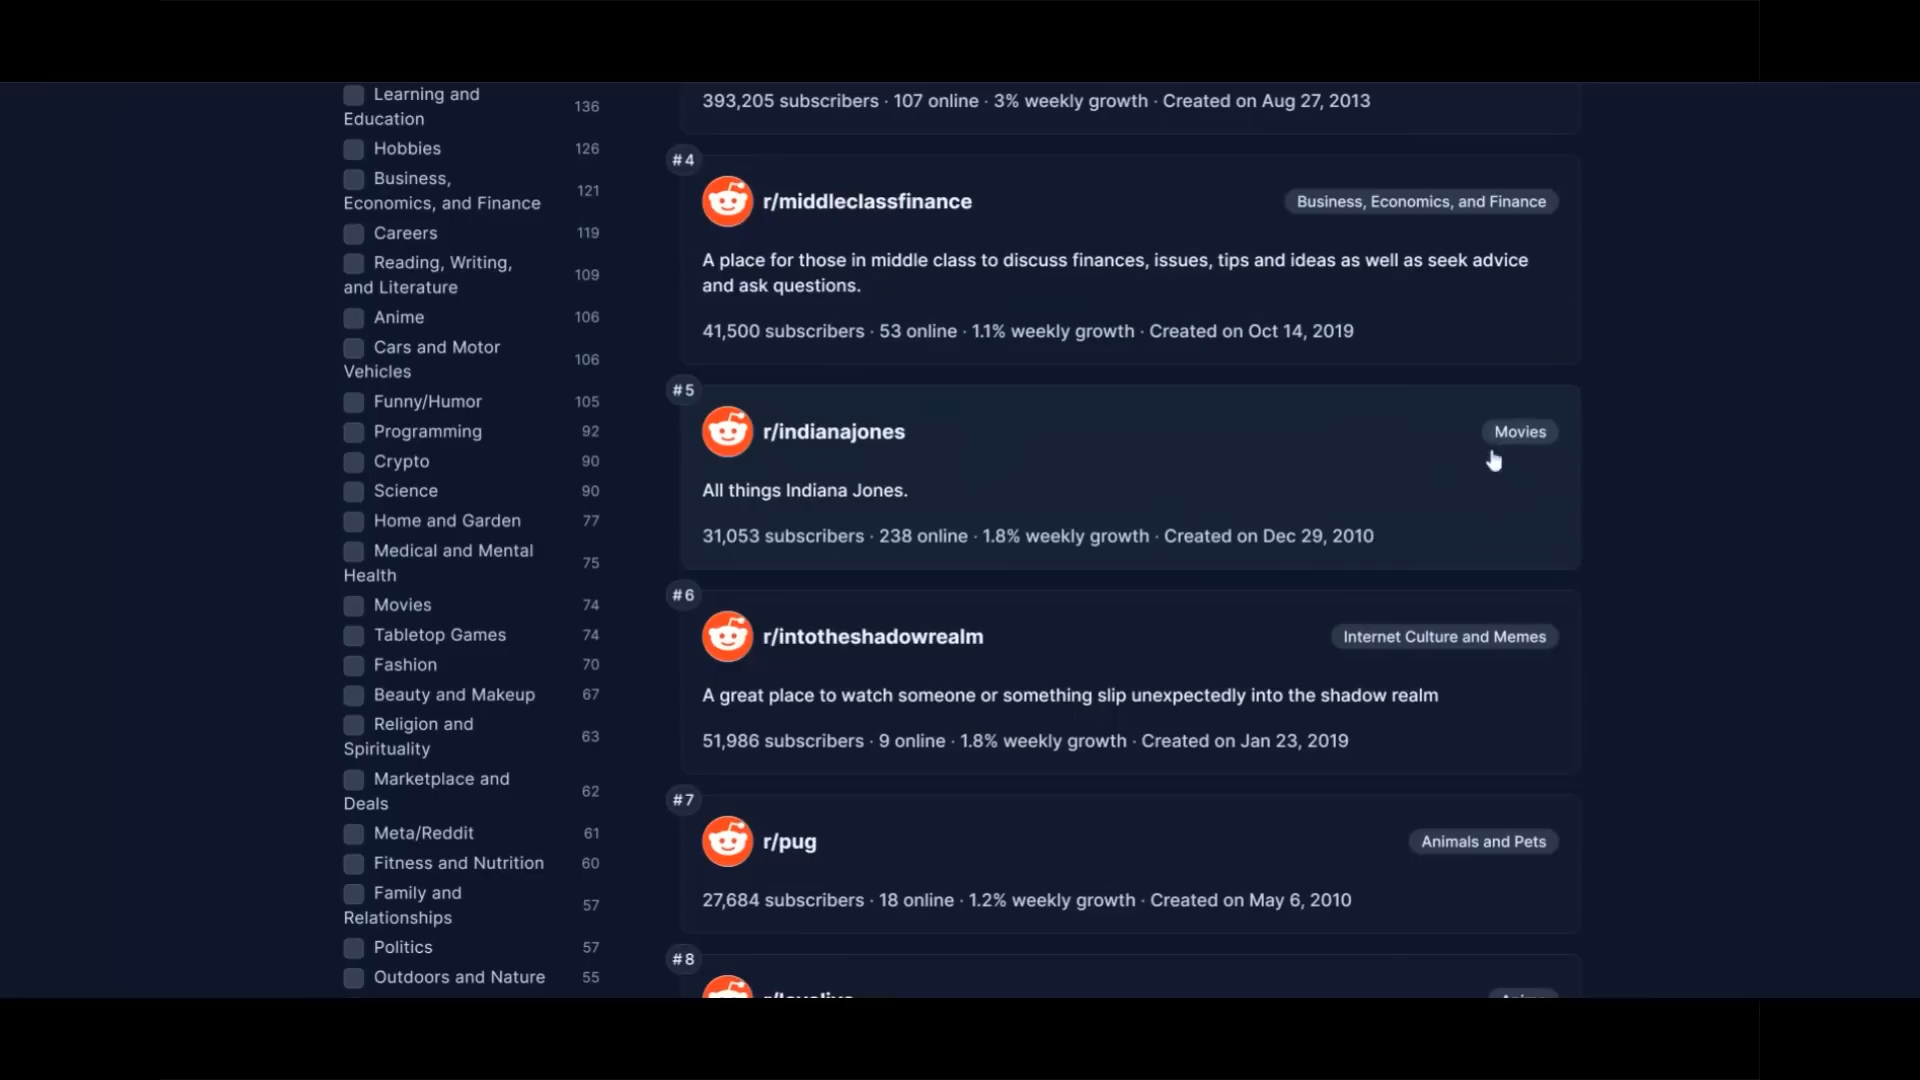 Learning and
Education
136
Hobbies
126
Business,
Economics, and Finance
121
Careers
119
Reading, Writing,
and Literature
109
Anime
106
Cars and Motor
Vehicles
106
Funny/Humor
105
Programming
92
Crypto
90
Science
90
Home and Garden
77
Medical and Mental
Health
75
Movies
74
Tabletop Games
74
Fashion
70
Beauty and Makeup
67
Religion and
Spirituality
63
Marketplace and
Deals
62
Meta/Reddit
61
Fitness and Nutrition
60
Family and
Relationships
57
Politics
57
Outdoors and Nature
55
393,205 subscribers · 107 online · 3% weekly growth · Created on Aug 27, 2013
#4
r/middleclassfinance
Business, Economics, and Finance
A place for those in middle class to discuss finances, issues, tips and ideas as well as seek advice
and ask questions.
41,500 subscribers · 53 online · 1.1% weekly growth · Created on Oct 14, 2019
#5
r/indianajones
Movies
All things Indiana Jones.
31,053 subscribers · 238 online · 1.8% weekly growth · Created on Dec 29, 2010
#6
r/intotheshadowrealm
Internet Culture and Memes
A great place to watch someone or something slip unexpectedly into the shadow realm
51,986 subscribers · 9 online · 1.8% weekly growth · Created on Jan 23, 2019
#7
r/pug
Animals and Pets
27,684 subscribers · 18 online · 1.2% weekly growth · Created on May 6, 2010
#8